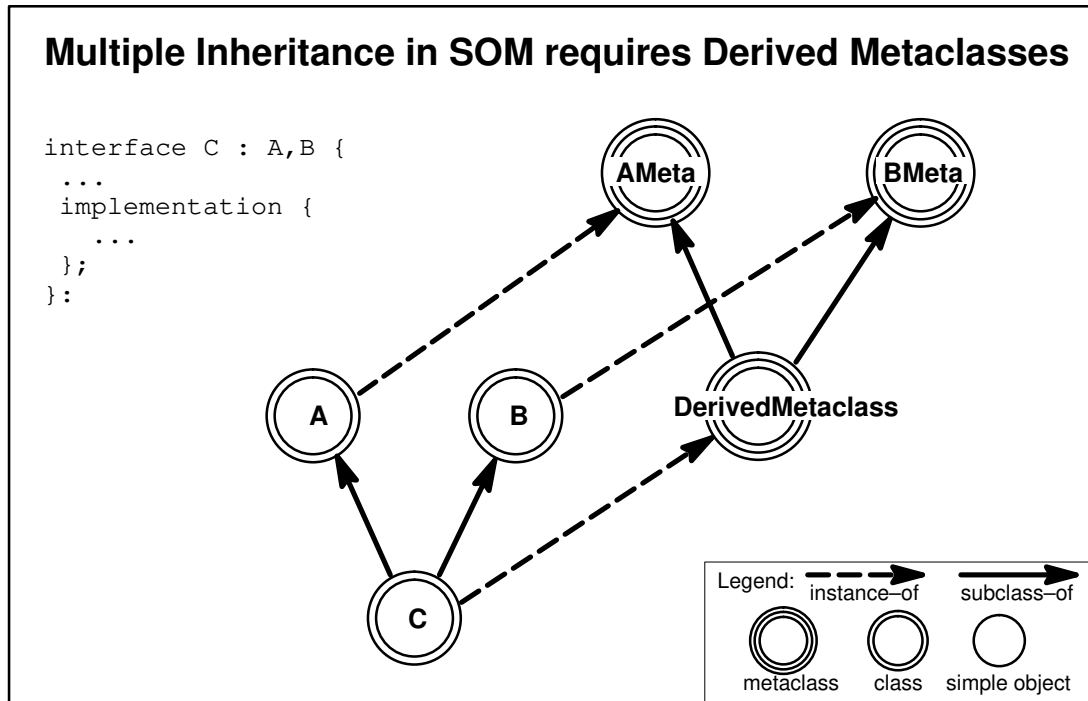 Multiple Inheritance in SOM requires Derived Metaclasses
interface C : A,B {
...
implementation {
...
};
}:
AMeta
BMeta
A
B
DerivedMetaclass
C
Legend:
instance–of
subclass–of
metaclass
class
simple object